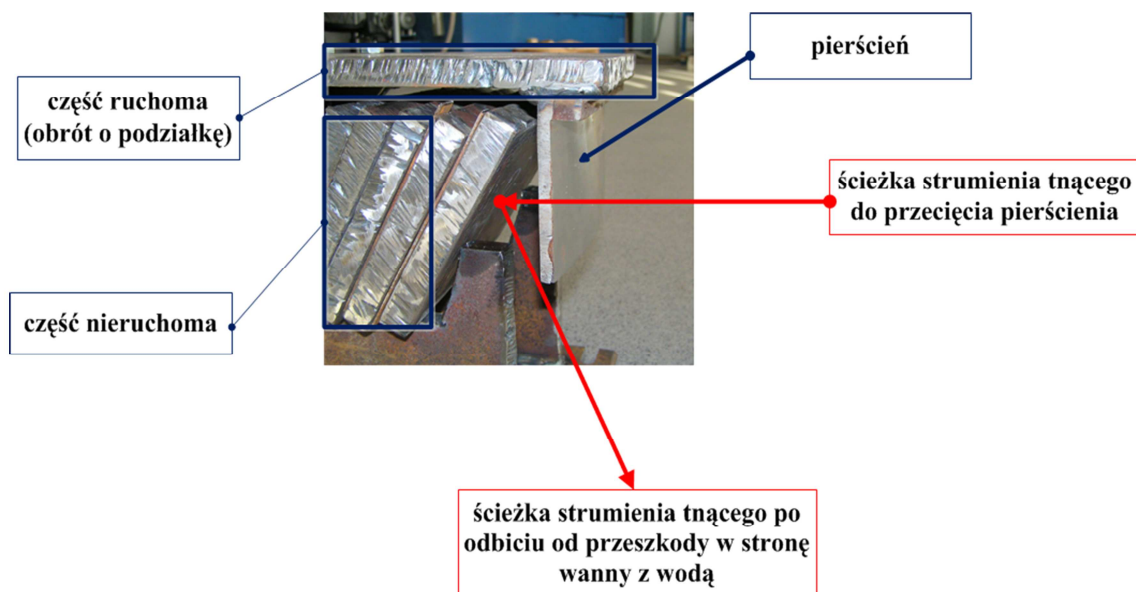 pierścień
część ruchoma
(obrót o podziałkę)
ścieżka strumienia tnącego
do przecięcia pierścienia
część nieruchoma
ścieżka strumienia tnącego po
odbiciu od przeszkody w stronę
wanny z wodą